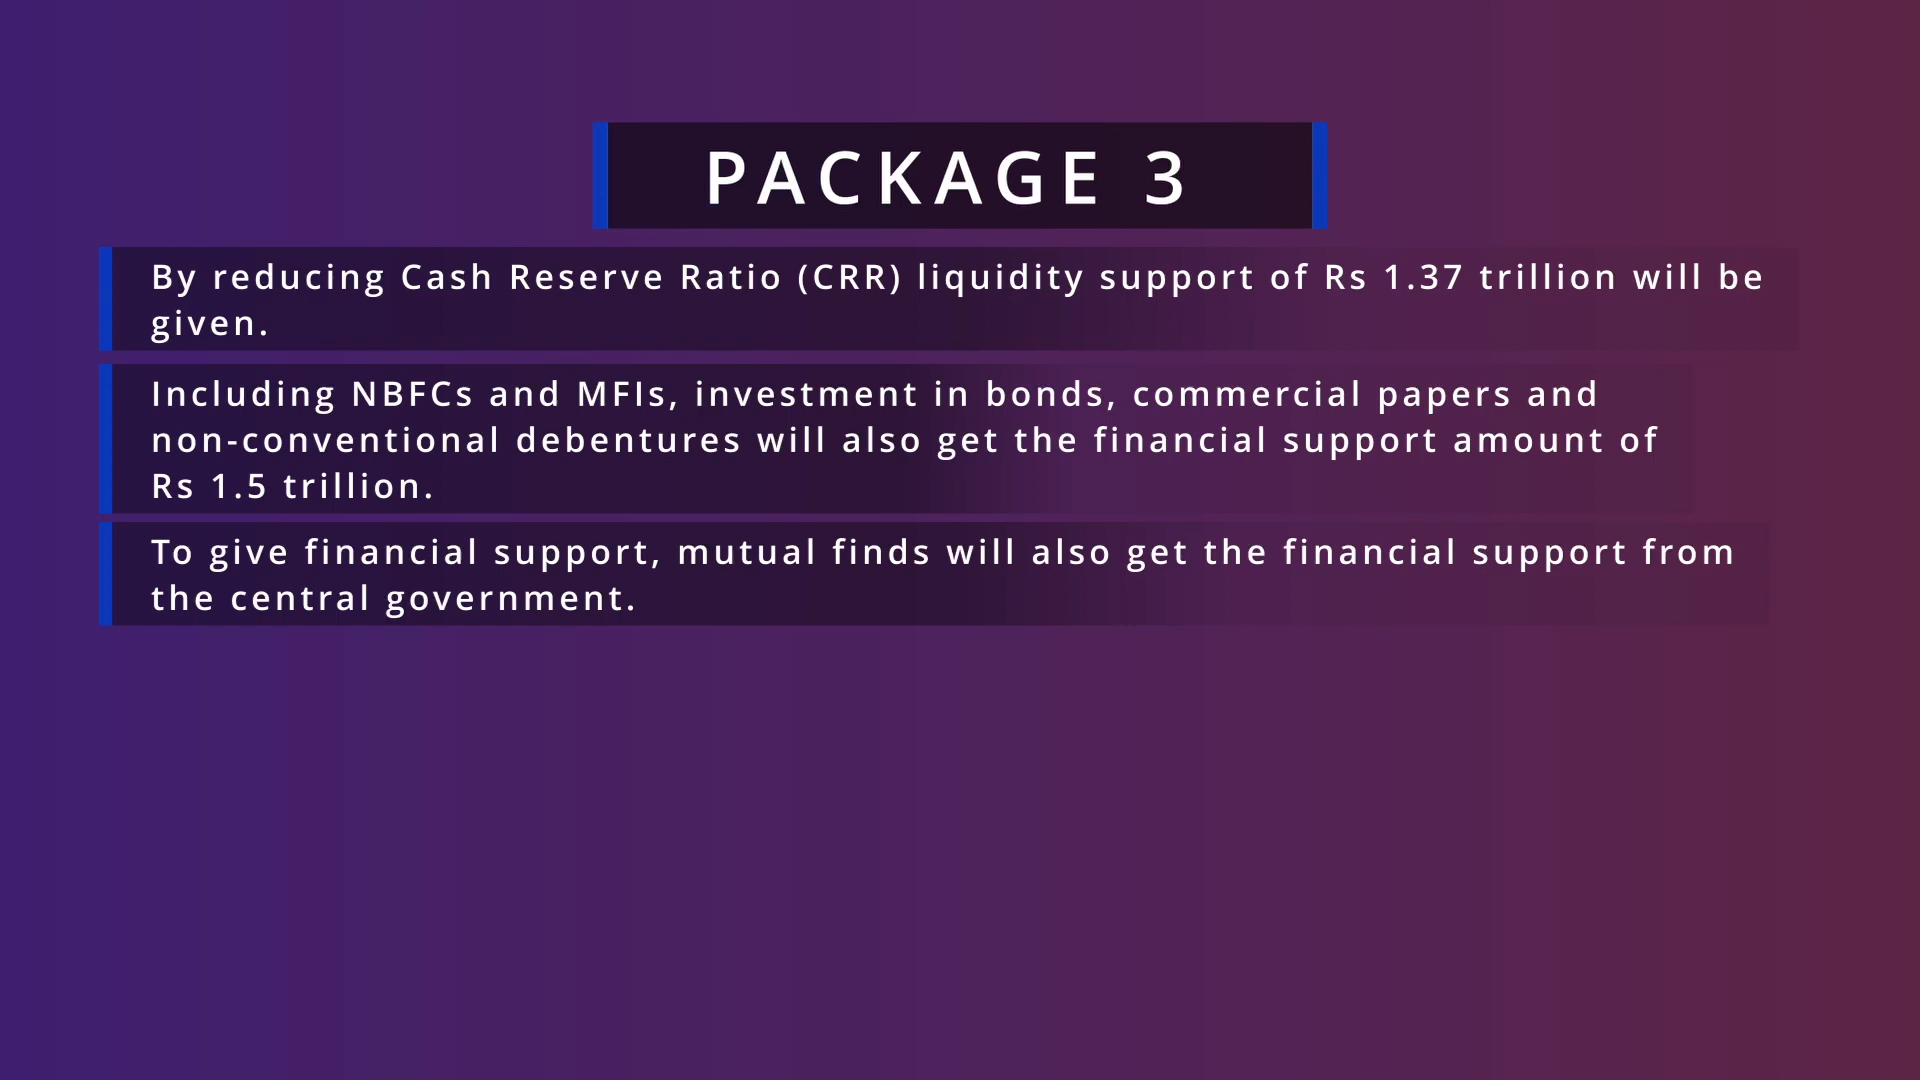 PACKAGE 3
By reducing Cash Reserve Ratio (CRR) liquidity support of Rs 1.37 trillion will be
given.
Including NBFCs and MFIs, investment in bonds, commercial papers and
non-conventional debentures will also get the financial support amount of
Rs 1.5 trillion.
To give financial support, mutual finds will also get the financial support from
the central government.